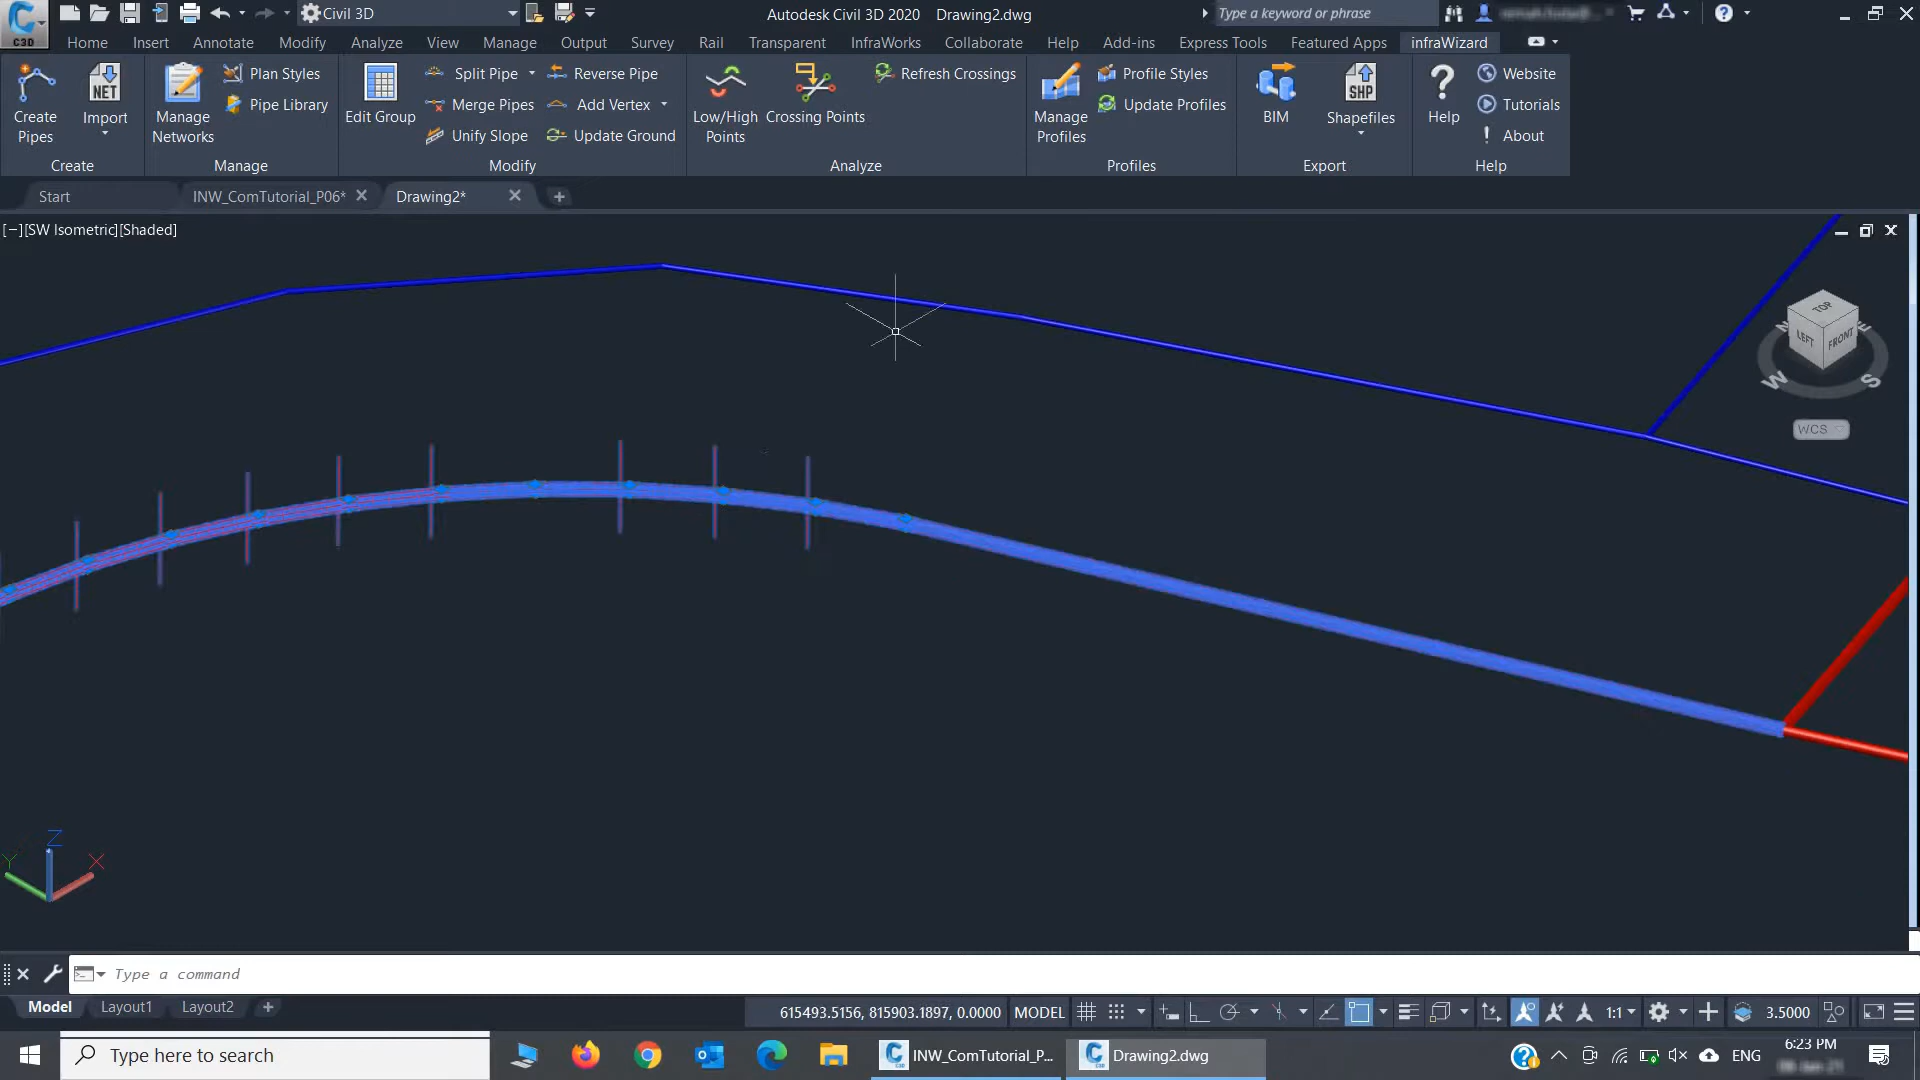 C3D
Civil 3D
Autodesk Civil 3D 2020 Drawing2.dwg
Type a keyword or phrase
Home Insert Annotate Modify Analyze View Manage Output Survey Rail Transparent InfraWorks Collaborate Help Add-ins Express Tools Featured Apps infraWizard
Create Pipes
NET
Import
Create
Manage Networks
Plan Styles
Pipe Library
Manage
Edit Group
Split Pipe
Merge Pipes
Unify Slope
Reverse Pipe
Add Vertex
Update Ground
Modify
Low/High Points
Crossing Points
Refresh Crossings
Analyze
Manage Profiles
Profile Styles
Update Profiles
Profiles
BIM
SHP
Shapefiles
Export
Help
Website
Tutorials
About
Help
Start INW_ComTutorial_P06* Drawing2*
[−][SW Isometric][Shaded]
TOP
LEFT
FRONT
N
E
W
S
WCS
Z
Y
X
Type a command
Model Layout1 Layout2
615493.5156, 815903.1897, 0.0000 MODEL 1:1 3.5000
Type here to search
INW_ComTutorial_P...
Drawing2.dwg
ENG
6:23 PM